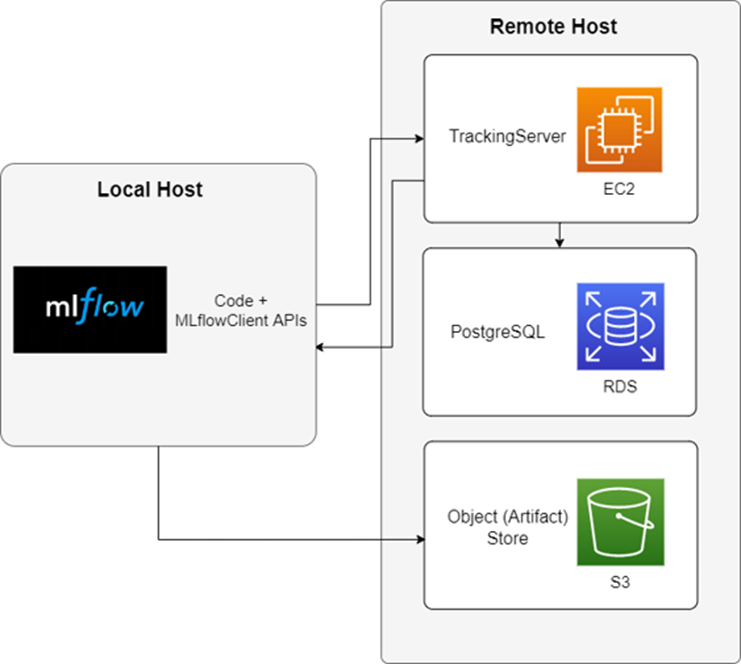 Remote Host
TrackingServer
EC2
Local Host
mlflow
Code +
MLflowClient APIs
PostgreSQL
RDS
Object (Artifact)
Store
S3